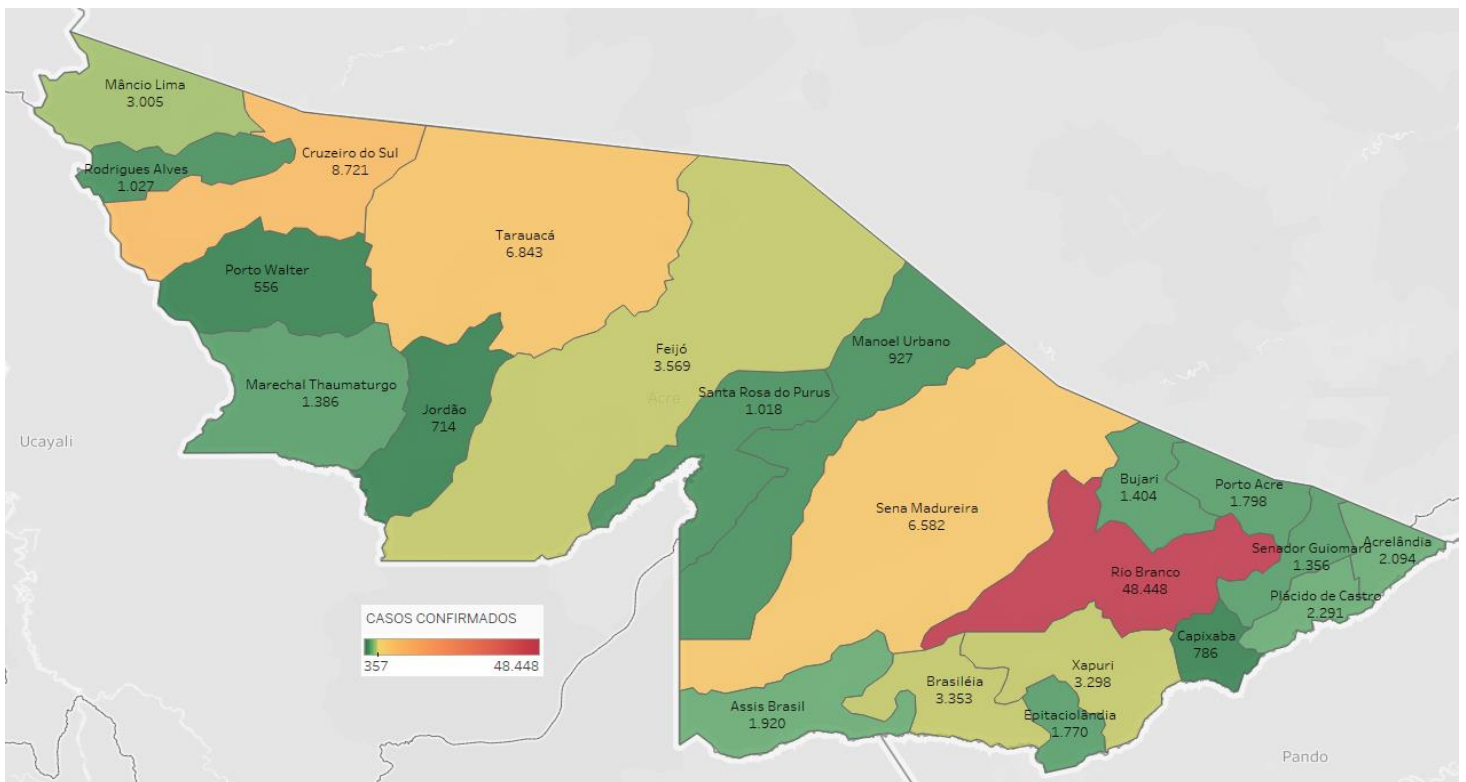 Mâncio Lima
3.005
Rodrigues Alves
1.027
Cruzeiro do Sul
8.721
Tarauacá
6.843
Porto Walter
556
Marechal Thaumaturgo
1.386
Jordão
714
Feijó
3.569
Acre
Manoel Urbano
927
Santa Rosa do Purus
1.018
Ucayali
Sena Madureira
6.582
Bujari
1.404
Porto Acre
1.798
Senador Guiomard
1.356
Acrelândia
2.094
Rio Branco
48.448
Plácido de Castro
2.291
Capixaba
786
Xapuri
3.298
Brasiléia
3.353
Epitaciolândia
1.770
Assis Brasil
1.920
Pando
CASOS CONFIRMADOS
357 48.448